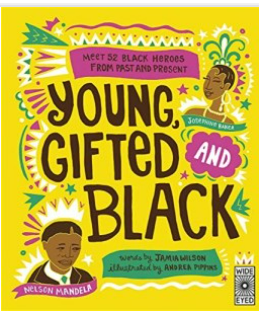 MEET 52 BLACK HEROES
FROM PAST AND PRESENT
JOSEPHINE BAKER
YOUNG,
GIFTED
AND
BLACK
words by JAMIA WILSON
illustrated by ANDREA PIPPINS
NELSON MANDELA
WIDE
EYED